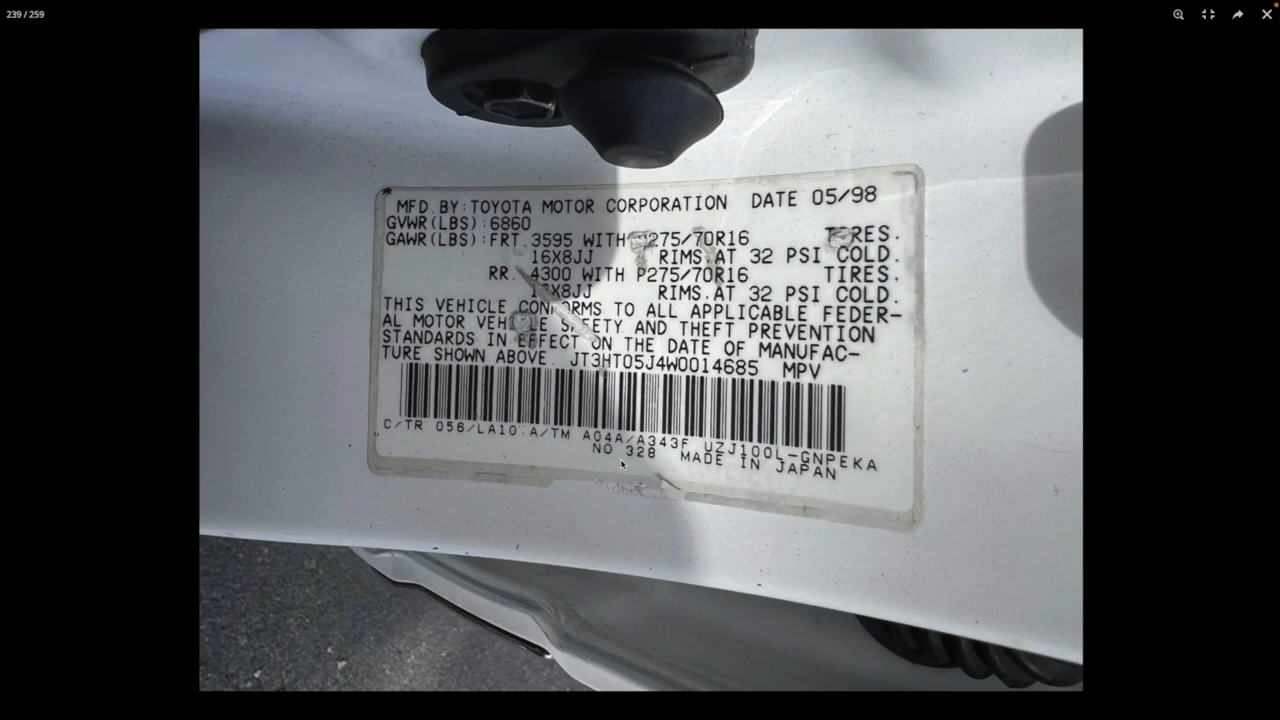 239 / 259
MFD.BY:TOYOTA MOTOR CORPORATION DATE 05/98
GVWR(LBS):6860
GAWR(LBS):FRT. 3595 WITH P275/70R16 TIRES.
16X8JJ RIMS AT 32 PSI COLD.
RR. 4300 WITH P275/70R16 TIRES.
16X8JJ RIMS.AT 32 PSI COLD.
THIS VEHICLE CONFORMS TO ALL APPLICABLE FEDER-
AL MOTOR VEHICLE SAFETY AND THEFT PREVENTION
STANDARDS IN EFFECT ON THE DATE OF MANUFAC-
TURE SHOWN ABOVE. JT3HT05J4W0014685 MPV
C/TR 056/LA10 A/TM A04A/A343F UZJ100L-GNPEKA
NO 328 MADE IN JAPAN